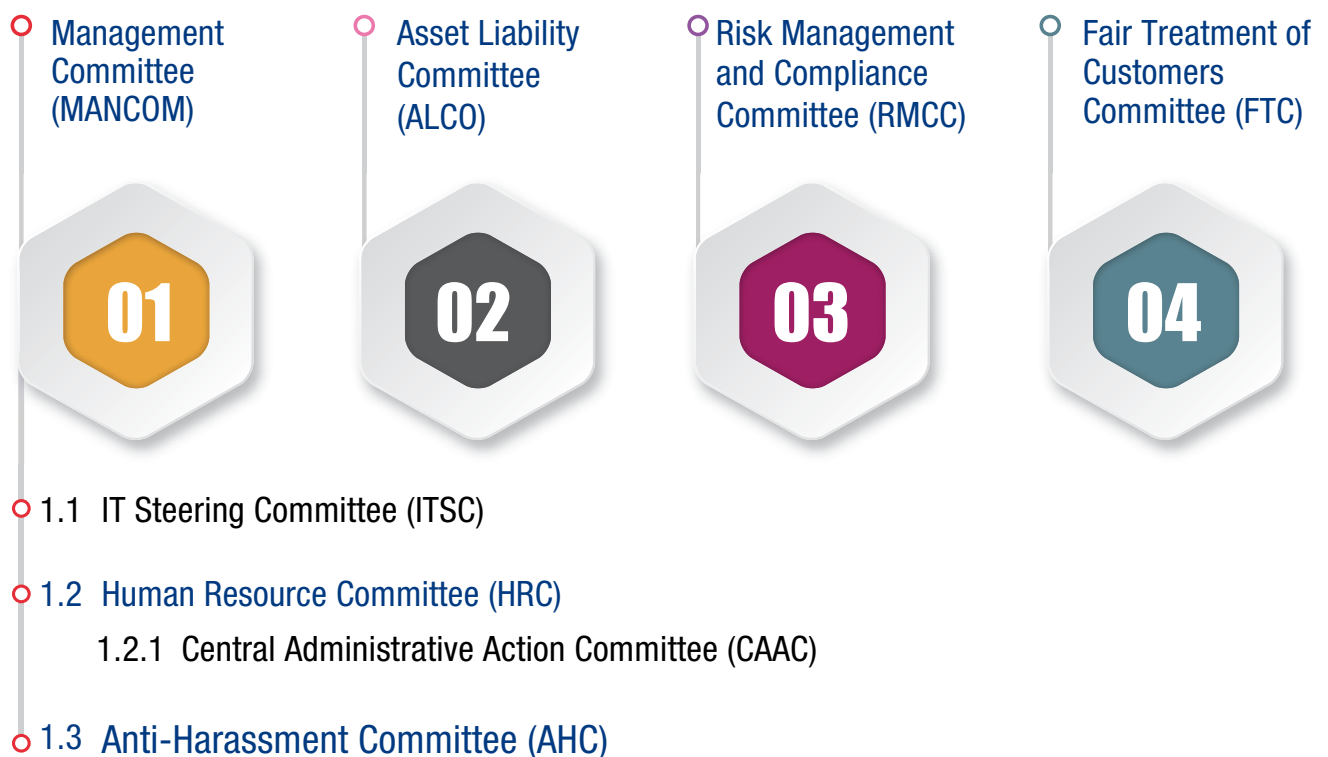 Management
Committee
(MANCOM)
Asset Liability
Committee
(ALCO)
Risk Management
and Compliance
Committee (RMCC)
Fair Treatment of
Customers
Committee (FTC)
01
02
03
04
1.1 IT Steering Committee (ITSC)
1.2 Human Resource Committee (HRC)
1.2.1 Central Administrative Action Committee (CAAC)
1.3 Anti-Harassment Committee (AHC)